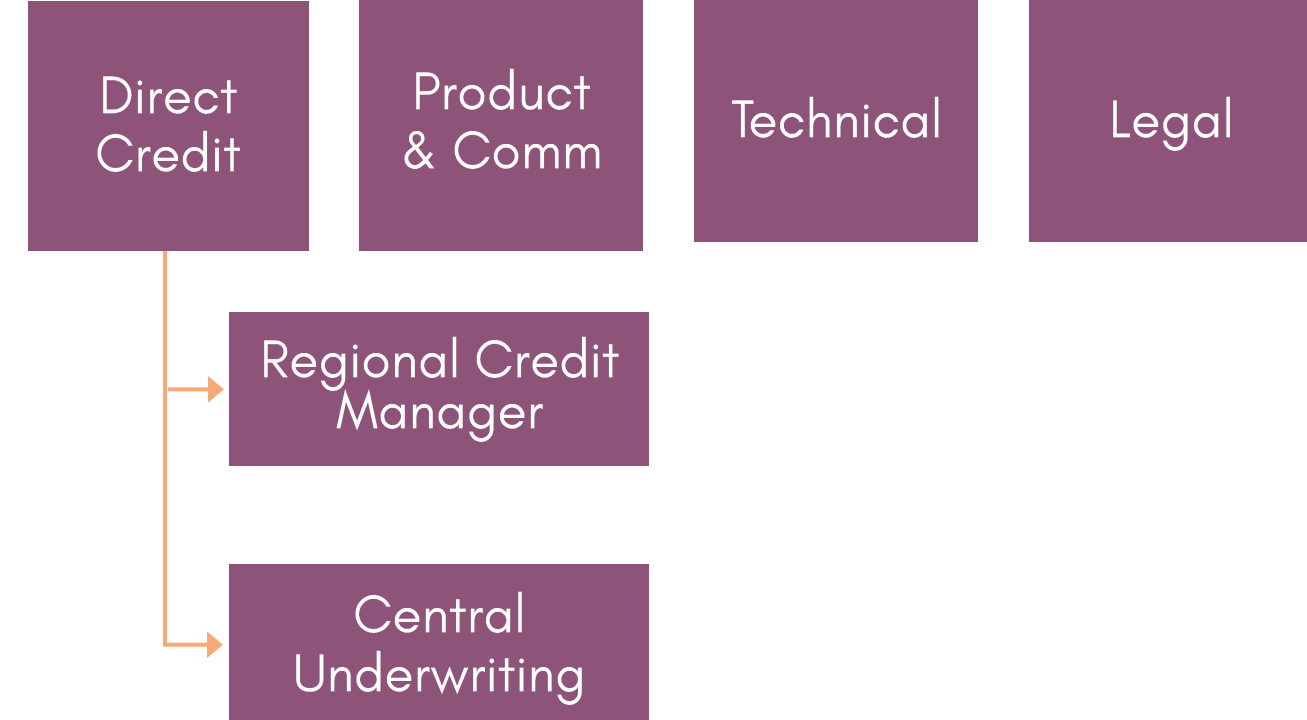 Direct
Credit
Product
& Comm
Technical
Legal
Regional Credit
Manager
Central
Underwriting